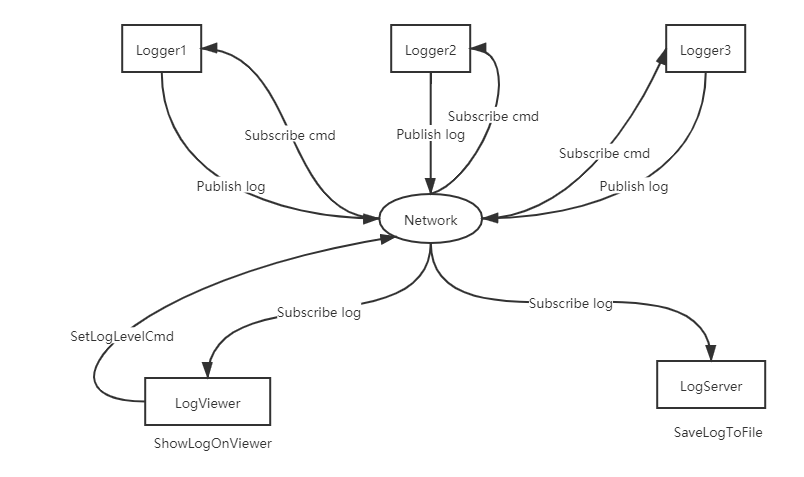 Logger1
Logger2
Logger3
Subscribe cmd
Publish log
Subscribe cmd
Publish log
Subscribe cmd
Publish log
Network
Subscribe log
Subscribe log
SetLogLevelCmd
LogViewer
LogServer
ShowLogOnViewer
SaveLogToFile